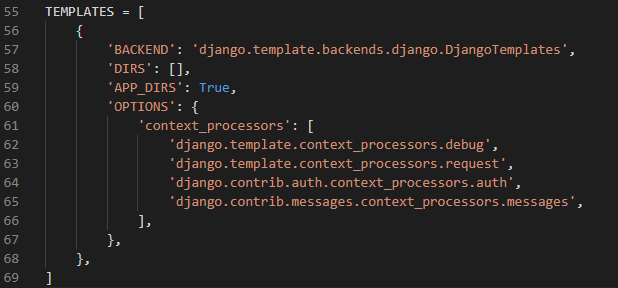 55 TEMPLATES = [
56     {
57         'BACKEND': 'django.template.backends.django.DjangoTemplates',
58         'DIRS': [],
59         'APP_DIRS': True,
60         'OPTIONS': {
61             'context_processors': [
62                 'django.template.context_processors.debug',
63                 'django.template.context_processors.request',
64                 'django.contrib.auth.context_processors.auth',
65                 'django.contrib.messages.context_processors.messages',
66             ],
67         },
68     },
69 ]